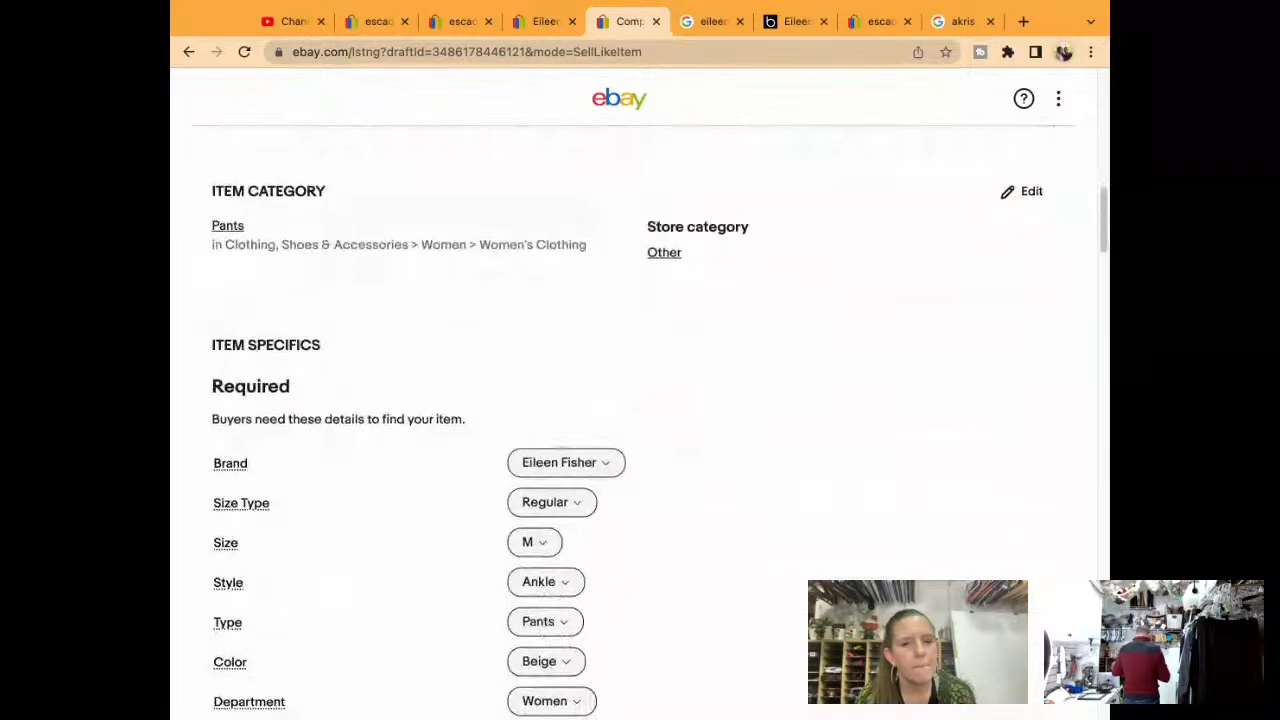 Chan
escac
escac
Eileen
Comp
eileer
Eileer
escac
akris
ebay.com/lstng?draftId=3486178446121&mode=SellLikeItem
ebay
ITEM CATEGORY
Edit
Pants
in Clothing, Shoes & Accessories > Women > Women's Clothing
Store category
Other
ITEM SPECIFICS
Required
Buyers need these details to find your item.
Brand
Eileen Fisher
Size Type
Regular
Size
M
Style
Ankle
Type
Pants
Color
Beige
Department
Women